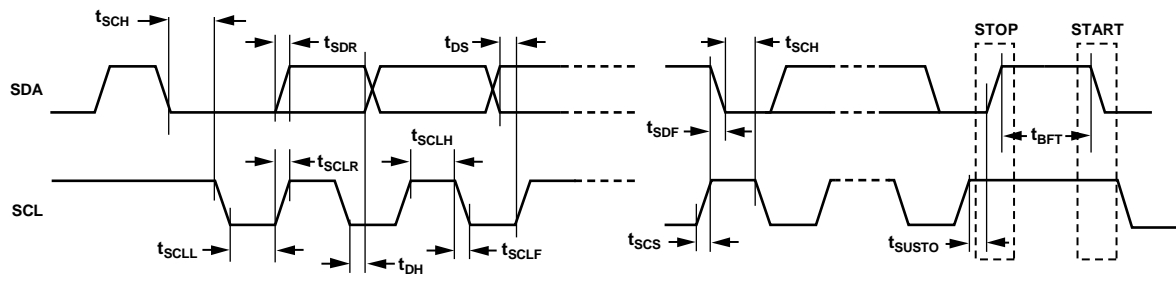 tSCH
tSDR
tDS
tSCH
STOP
START
SDA
tSDF
tBFT
tSCLH
tSCLR
SCL
tSCLL
tDH
tSCLF
tSCS
tSUSTO